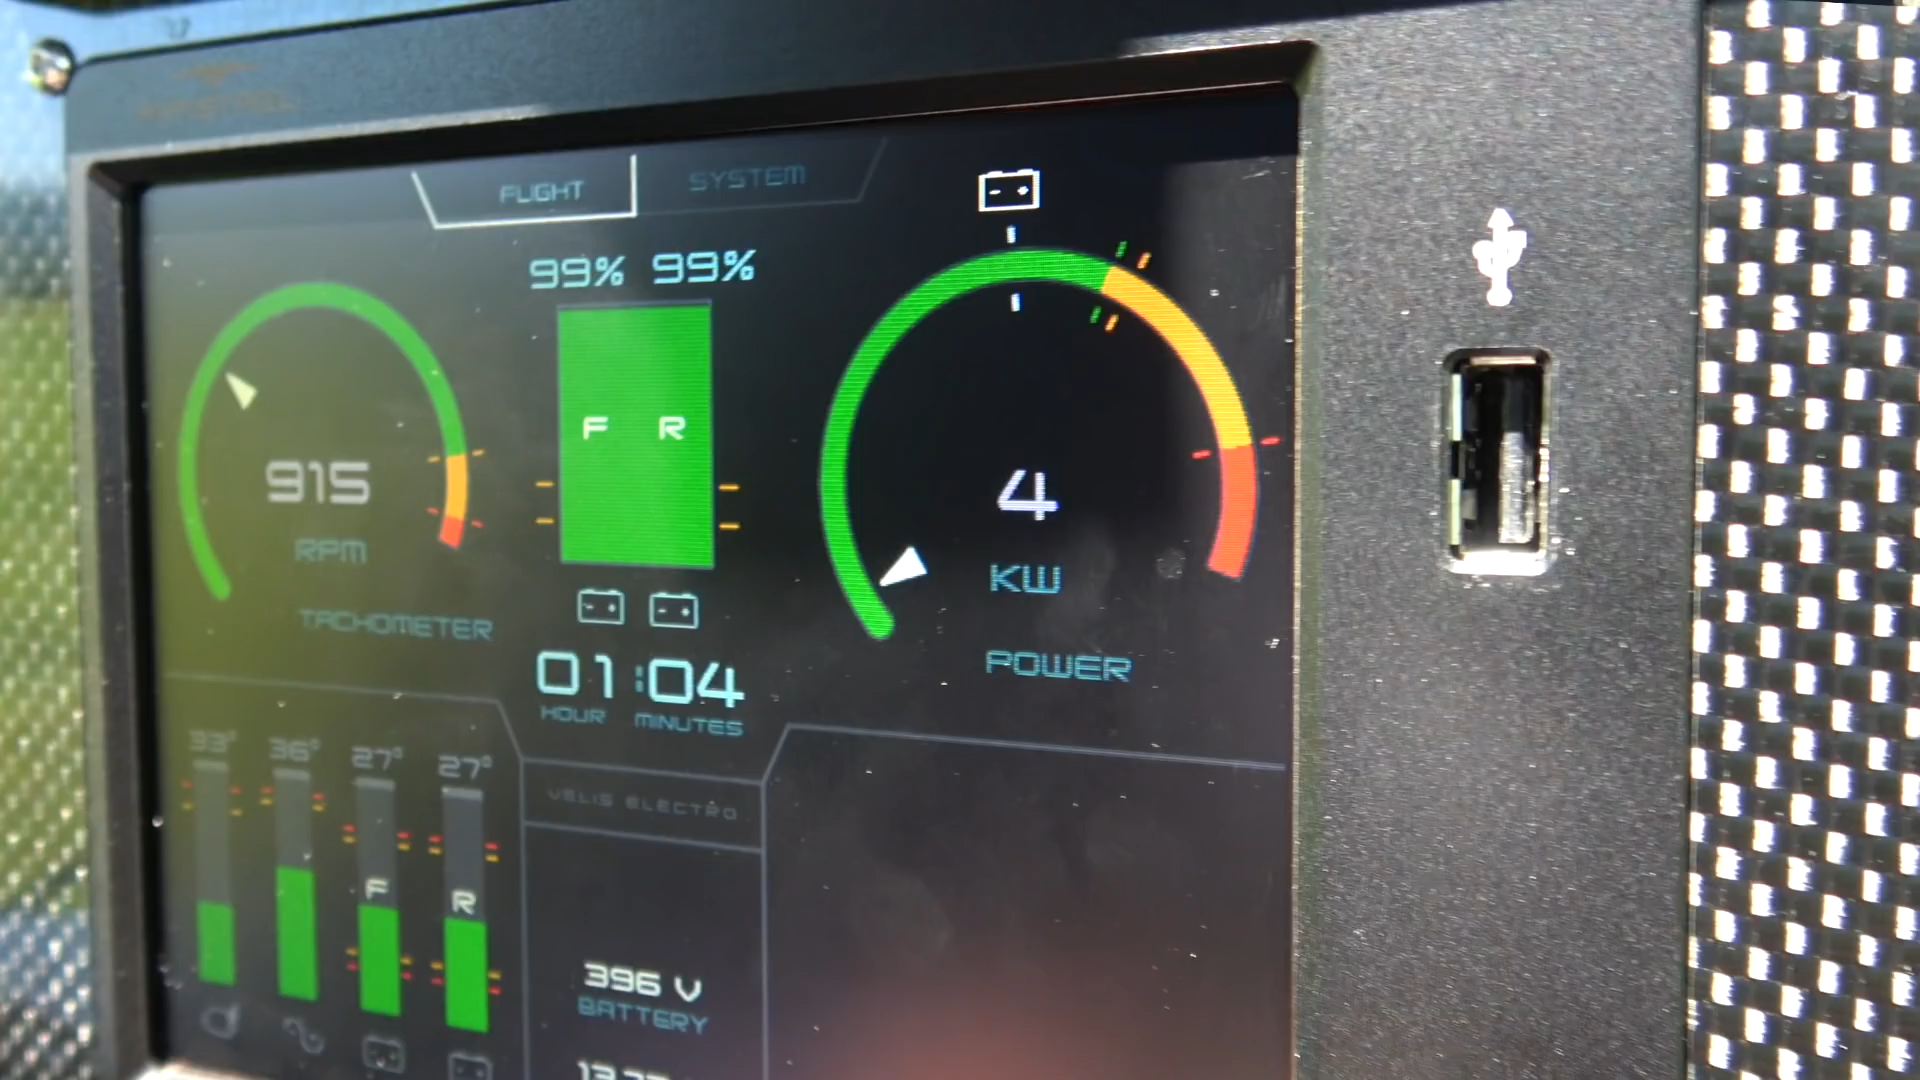 FLIGHT SYSTEM
99% 99%
F R
915
RPM
TACHOMETER
4
KW
POWER
01:04
HOUR MINUTES
33° 36° 27° 27°
F R
VELIS ELECTRO
396 V
BATTERY